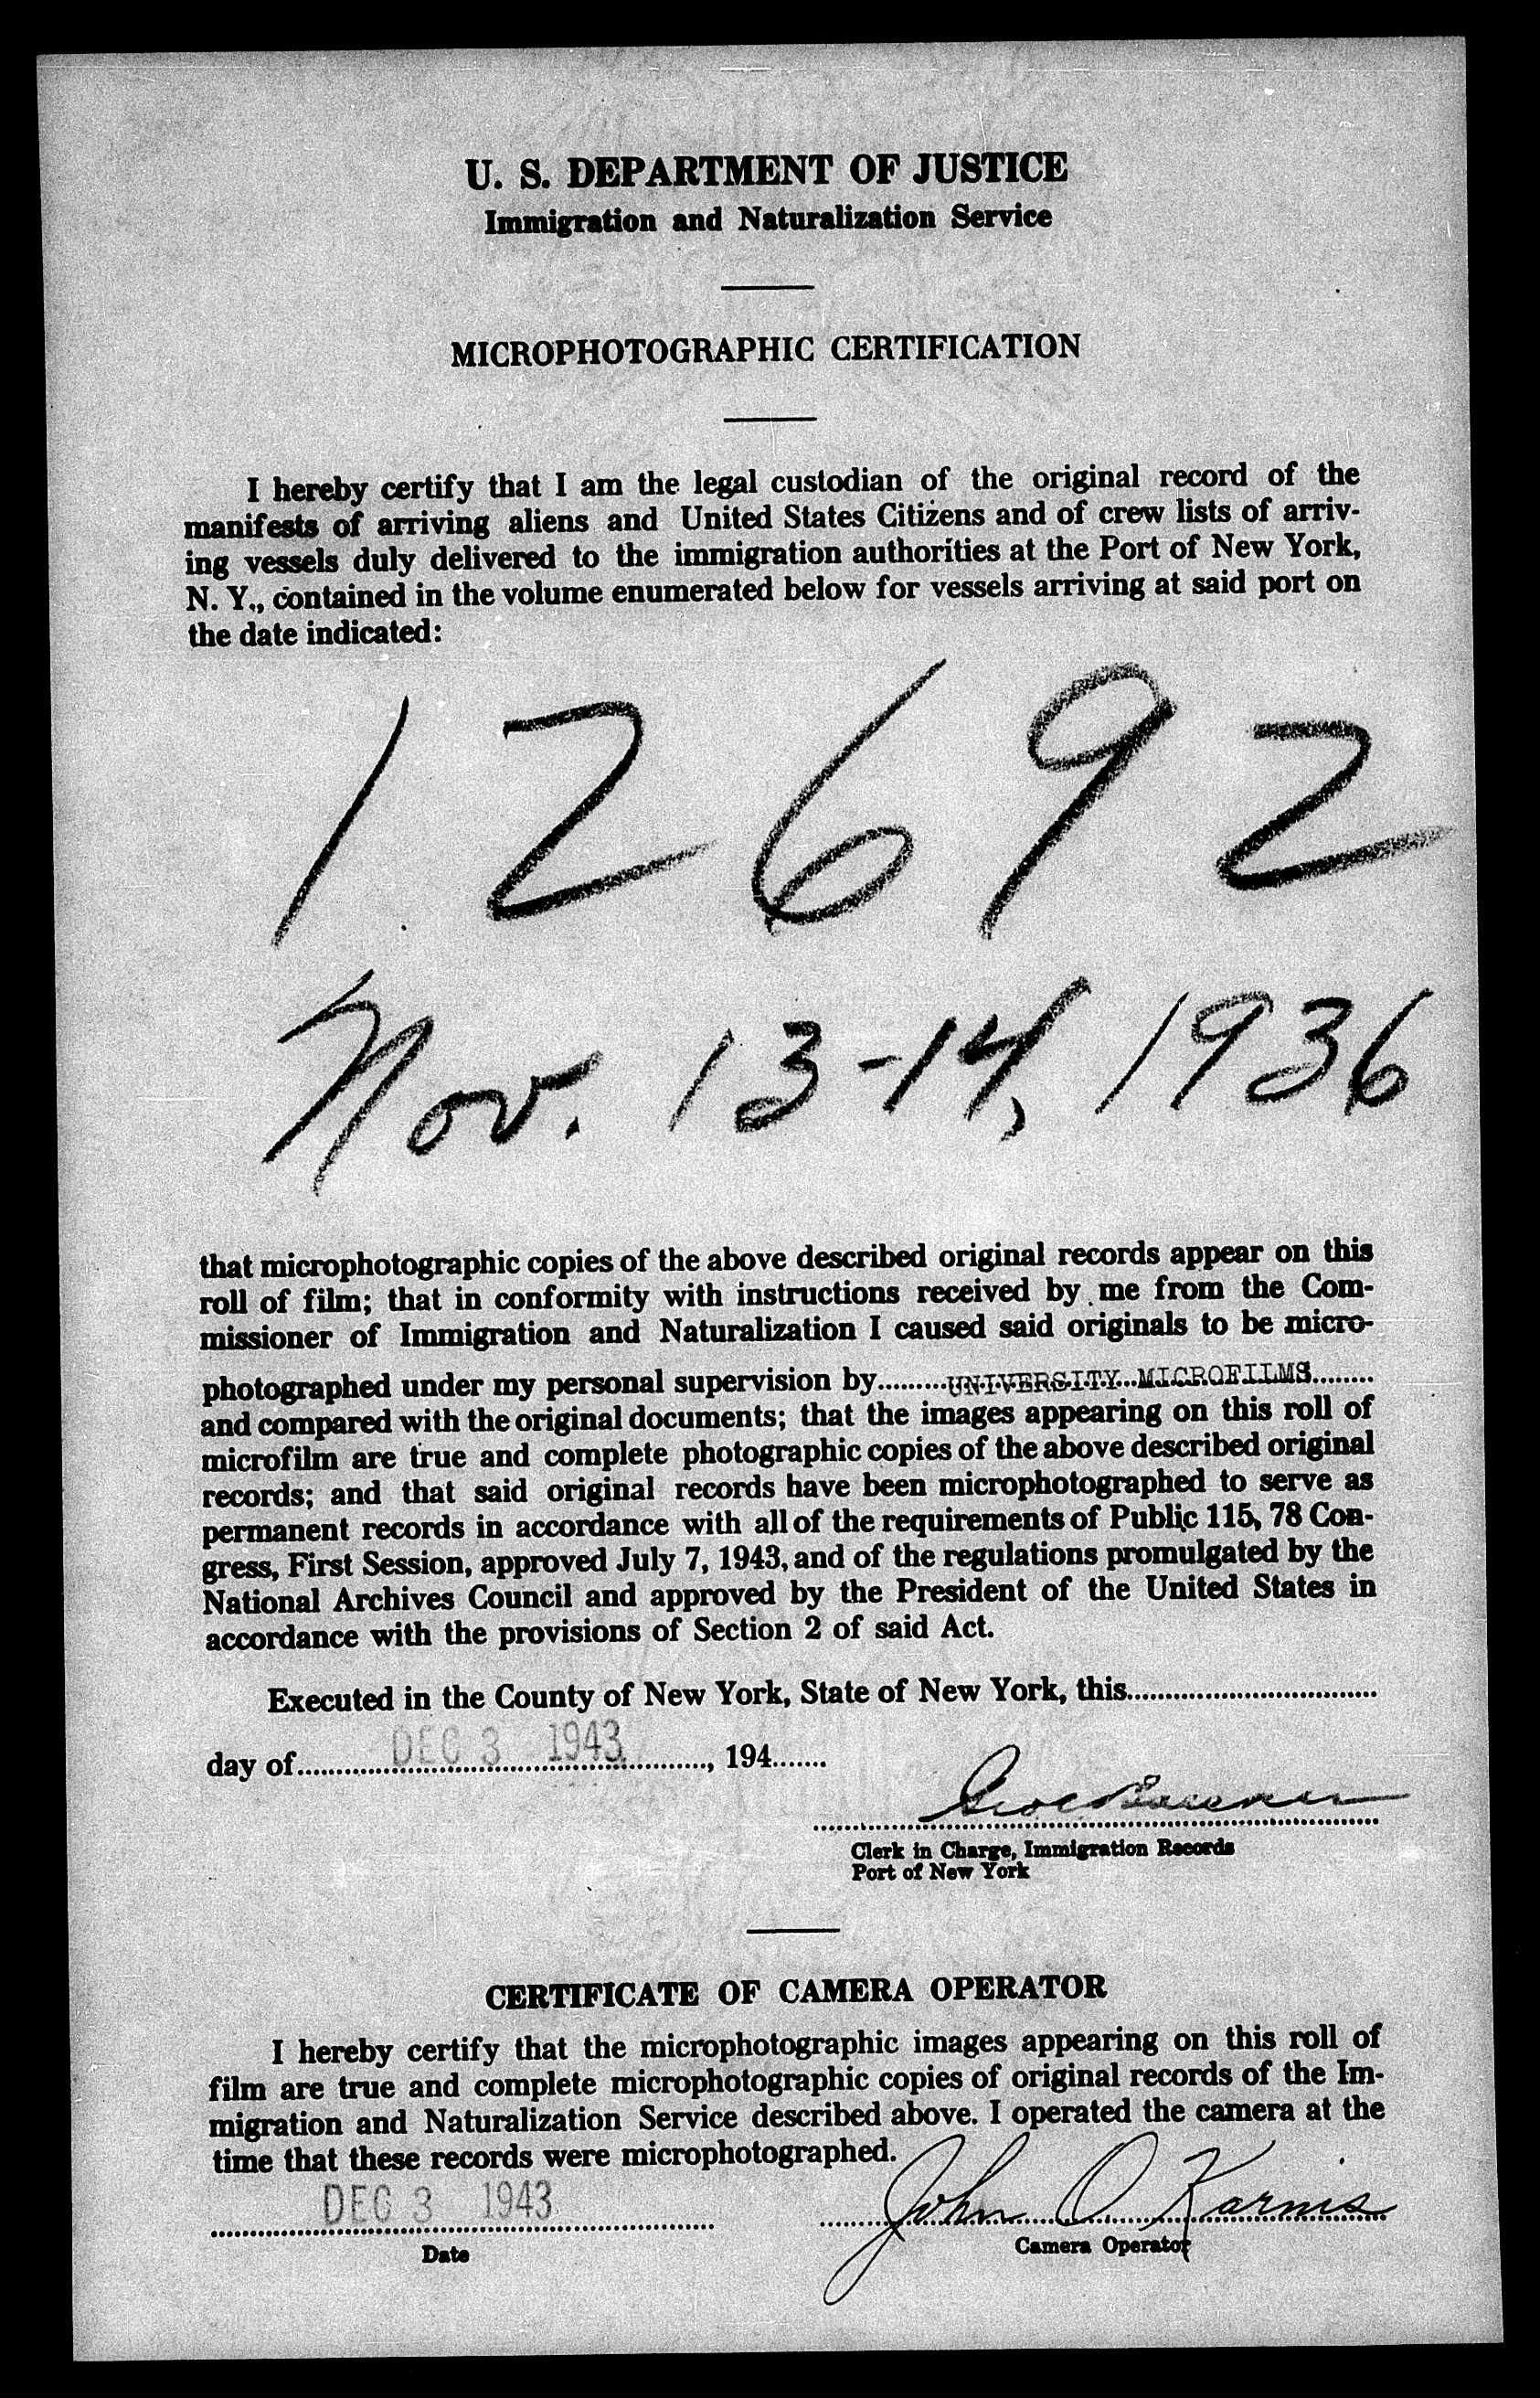 U. S. DEPARTMENT OF JUSTICE
Immigration and Naturalization Service
MICROPHOTOGRAPHIC CERTIFICATION
I hereby certify that I am the legal custodian of the original record of the
manifests of arriving aliens and United States Citizens and of crew lists of arriv-
ing vessels duly delivered to the immigration authorities at the Port of New York,
N. Y., contained in the volume enumerated below for vessels arriving at said port on
the date indicated:
12692
Nov. 13-14, 1936
that microphotographic copies of the above described original records appear on this
roll of film; that in conformity with instructions received by me from the Com-
missioner of Immigration and Naturalization I caused said originals to be micro-
photographed under my personal supervision by.........UNIVERSITY MICROFILMS........
and compared with the original documents; that the images appearing on this roll of
microfilm are true and complete photographic copies of the above described original
records; and that said original records have been microphotographed to serve as
permanent records in accordance with all of the requirements of Public 115, 78 Con-
gress, First Session, approved July 7, 1943, and of the regulations promulgated by the
National Archives Council and approved by the President of the United States in
accordance with the provisions of Section 2 of said Act.
Executed in the County of New York, State of New York, this................................
day of............DEC 3 1943..........., 194.......
Clerk in Charge, Immigration Records
Port of New York
CERTIFICATE OF CAMERA OPERATOR
I hereby certify that the microphotographic images appearing on this roll of
film are true and complete microphotographic copies of original records of the Im-
migration and Naturalization Service described above. I operated the camera at the
time that these records were microphotographed.
DEC 3 1943 John O. Karnis
Date Camera Operator